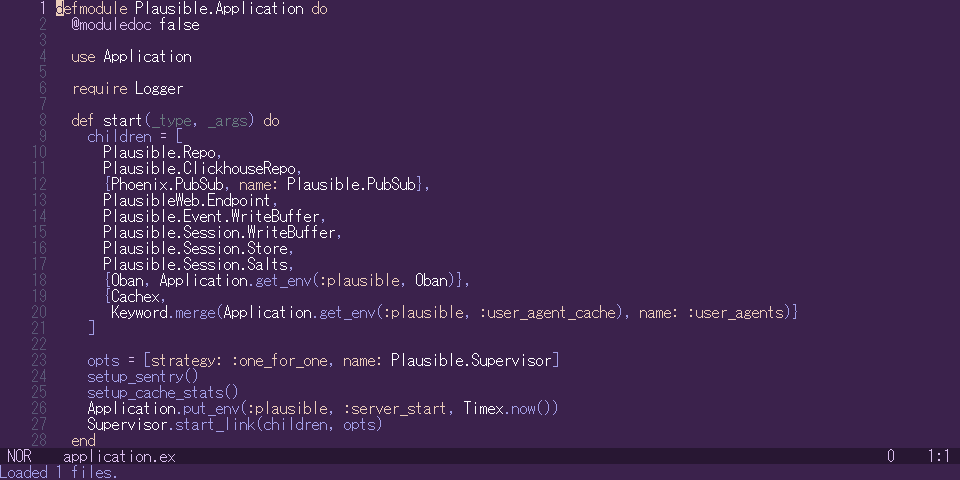 1 defmodule Plausible.Application do
2   @moduledoc false
3
4   use Application
5
6   require Logger
7
8   def start(_type, _args) do
9     children = [
10       Plausible.Repo,
11       Plausible.ClickhouseRepo,
12       {Phoenix.PubSub, name: Plausible.PubSub},
13       PlausibleWeb.Endpoint,
14       Plausible.Event.WriteBuffer,
15       Plausible.Session.WriteBuffer,
16       Plausible.Session.Store,
17       Plausible.Session.Salts,
18       {Oban, Application.get_env(:plausible, Oban)},
19       {Cachex,
20        Keyword.merge(Application.get_env(:plausible, :user_agent_cache), name: :user_agents)}
21     ]
22
23     opts = [strategy: :one_for_one, name: Plausible.Supervisor]
24     setup_sentry()
25     setup_cache_stats()
26     Application.put_env(:plausible, :server_start, Timex.now())
27     Supervisor.start_link(children, opts)
28   end
NOR    application.ex    0    1:1
Loaded 1 files.